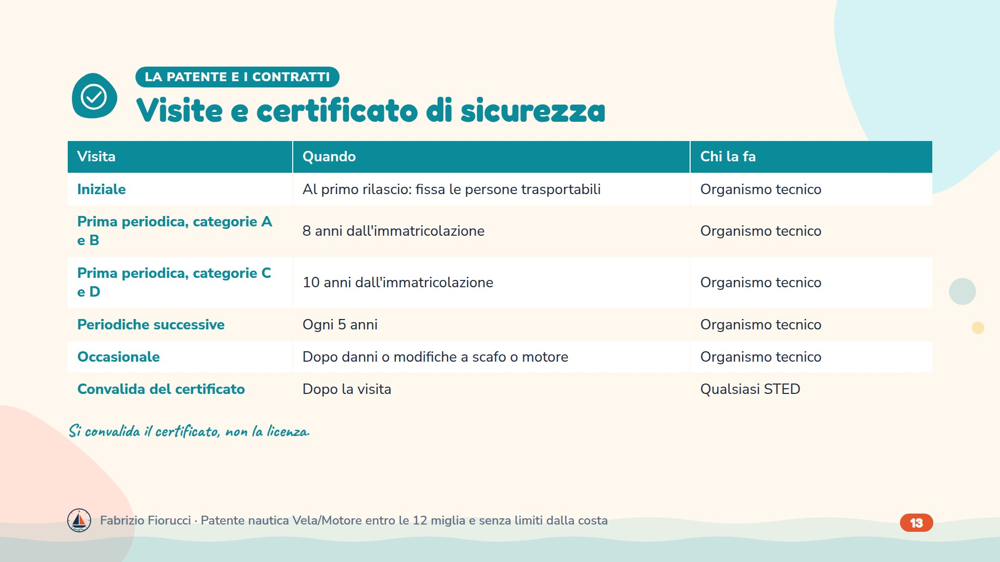 LA PATENTE E I CONTRATTI
Visite e certificato di sicurezza
Visita
Quando
Chi la fa
Iniziale
Al primo rilascio: fissa le persone trasportabili
Organismo tecnico
Prima periodica, categorie A
e B
8 anni dall'immatricolazione
Organismo tecnico
Prima periodica, categorie C
e D
10 anni dall'immatricolazione
Organismo tecnico
Periodiche successive
Ogni 5 anni
Organismo tecnico
Occasionale
Dopo danni o modifiche a scafo o motore
Organismo tecnico
Convalida del certificato
Dopo la visita
Qualsiasi STED
Si convalida il certificato, non la licenza.
Fabrizio Fiorucci · Patente nautica Vela/Motore entro le 12 miglia e senza limiti dalla costa
13